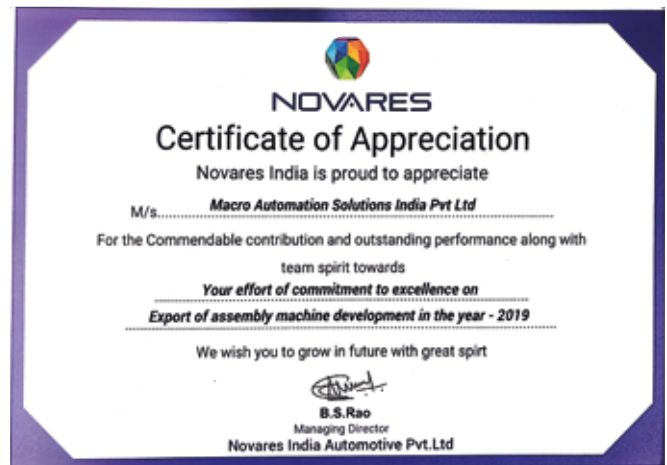 NOVARES
Certificate of Appreciation
Novares India is proud to appreciate
M/s. Macro Automation Solutions India Pvt Ltd
For the Commendable contribution and outstanding performance along with
team spirit towards
Your effort of commitment to excellence on
Export of assembly machine development in the year - 2019
We wish you to grow in future with great spirt
B.S.Rao
Managing Director
Novares India Automotive Pvt.Ltd